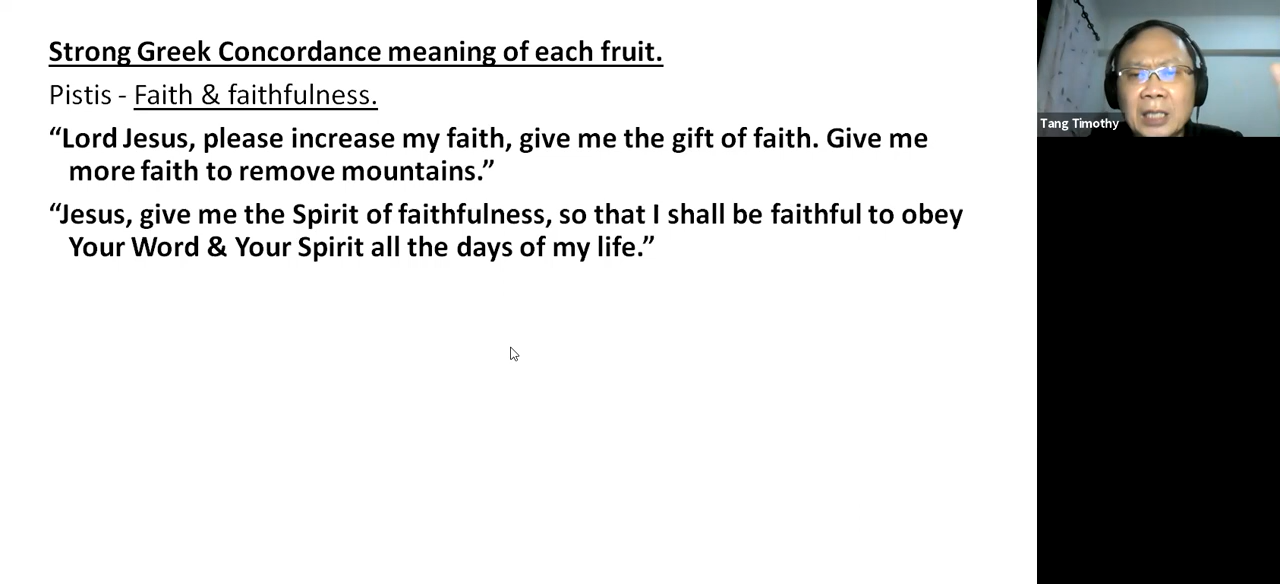 Strong Greek Concordance meaning of each fruit.
Pistis - Faith & faithfulness.
“Lord Jesus, please increase my faith, give me the gift of faith. Give me
more faith to remove mountains.”
“Jesus, give me the Spirit of faithfulness, so that I shall be faithful to obey
Your Word & Your Spirit all the days of my life.”
Tang Timothy